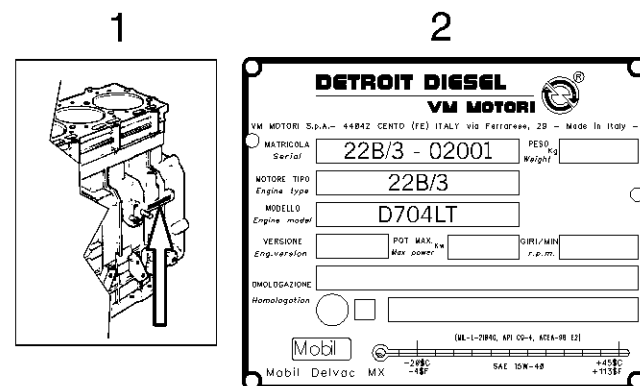 1
2
DETROIT DIESEL ®
VM MOTORI
VM MOTORI S.p.A.- 44042 CENTO (FE) ITALY via Ferrarese, 29 - Made In Italy -
MATRICOLA 22B/3 - 02001 PESO Kg
Serial Weight
MOTORE TIPO 22B/3
Engine type
MODELLO D704LT
Engine model
VERSIONE POT MAX. Kw GIRI/MIN
Eng.version Max power r.p.m.
OMOLOGAZIONE
Homologation
(ML-L-2104G, API CG-4, ACEA-98 E2)
Mobil
-20$C SAE 15W-40 +45$C
Mobil Delvac MX -4$F +113$F